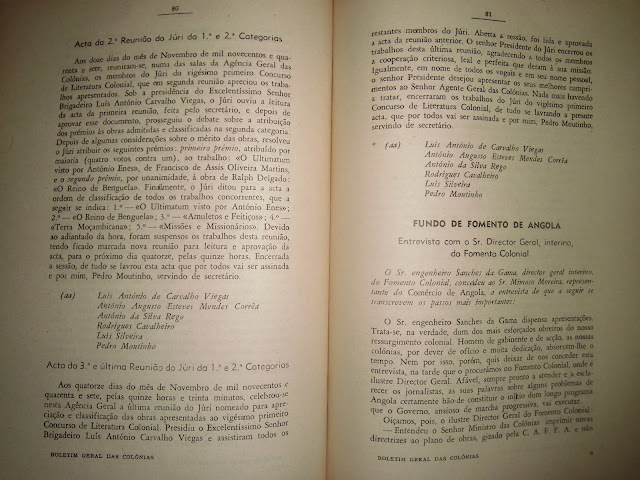 80
Acta da 2.ª Reunião do Júri da 1.ª e 2.ª Categorias
Aos doze dias do mês de Novembro de mil novecentos e qua-
renta e sete, reuniram-se, numa das salas da Agência Geral das
Colónias, os membros do Júri do vigésimo primeiro Concurso
de Literatura Colonial, que em segunda reunião apreciou os traba-
lhos apresentados. Sob a presidência do Excelentíssimo Senhor
Brigadeiro Luís António Carvalho Viegas, o Júri ouviu a leitura
da acta da primeira reunião, feita pelo secretário, e depois de
aprovar esse documento, prosseguiu o debate sobre a atribuição
dos prémios às obras admitidas e classificadas na segunda categoria.
Depois de algumas considerações sobre o mérito das obras, resolveu
o Júri atribuir os seguintes prémios: primeiro prémio, atribuído por
maioria (quatro votos contra um), ao trabalho: «O Ultimatum
visto por António Enes», de Francisco de Assis Oliveira Martins,
e o segundo prémio, por unanimidade, à obra de Ralph Delgado:
«O Reino de Benguela». Finalmente, o Júri ditou para a acta a
ordem de classificação de todos os trabalhos concorrentes, que a
seguir se indica: 1.º — «O Ultimatum visto por António Enes»;
2.º — «O Reino de Benguela»; 3.º — «Amuletos e Feitiços»; 4.º —
«Terra Moçambicana»; 5.º — «Missões e Missionários». Devido
ao adiantado da hora, foram suspensos os trabalhos desta reunião,
tendo ficado marcada nova reunião para leitura e aprovação da
acta, para o próximo dia quatorze, pelas quinze horas. Encerrada
a sessão, de tudo se lavrou esta acta que por todos vai ser assinada
e por mim, Pedro Moutinho, servindo de secretário.
(aa) Luís António de Carvalho Viegas
António Augusto Esteves Mendes Corrêa
António da Silva Rego
Rodrigues Cavalheiro
Luís Silveira
Pedro Moutinho
Acta da 3.ª e última Reunião do Júri da 1.ª e 2.ª Categorias
Aos quatorze dias do mês de Novembro de mil novecentos e
quarenta e sete, pelas quinze horas e trinta minutos, celebrou-se
nesta Agência Geral a última reunião do Júri nomeado para apre-
ciação e classificação das obras apresentadas ao vigésimo primeiro
Concurso de Literatura Colonial. Presidiu o Excelentíssimo Senhor
Brigadeiro Luís António Carvalho Viegas e assistiram todos os
BOLETIM GERAL DAS COLÓNIAS
81
restantes membros do Júri. Aberta a sessão, foi lida e aprovada
a acta da reunião anterior. O senhor Presidente do Júri encerrou os
trabalhos desta última reunião, agradecendo a todos os membros
a cooperação criteriosa, leal e perfeita que deram à sua missão.
Igualmente, em nome de todos os vogais e em seu nome pessoal,
o senhor Presidente desejou apresentar os seus melhores cumpri-
mentos ao Senhor Agente Geral das Colónias. Nada mais havendo
a tratar, encerraram os trabalhos do Júri do vigésimo primeiro
Concurso de Literatura Colonial, de tudo se lavrando a presente
acta, que por todos vai ser assinada e por mim, Pedro Moutinho,
servindo de secretário.
(aa) Luís António de Carvalho Viegas
António Augusto Esteves Mendes Corrêa
António da Silva Rego
Rodrigues Cavalheiro
Luís Silveira
Pedro Moutinho
FUNDO DE FOMENTO DE ANGOLA
Entrevista com o Sr. Director Geral, interino,
do Fomento Colonial
O Sr. engenheiro Sanches da Gama, director geral interino,
do Fomento Colonial, concedeu ao Sr. Mimoso Moreira, represen-
tante do Comércio de Angola, a entrevista de que a seguir se
transcrevem os passos mais importantes:
O Sr. engenheiro Sanches da Gama dispensa apresentações.
Trata-se, na verdade, dum dos mais esforçados obreiros do nosso
ressurgimento colonial. Homem de gabinete e de acção, as nossas
colónias, por dever de ofício e muita dedicação, absorvem-lhe o
tempo. Nem por isso, porém, quis deixar de nos conceder esta
entrevista, na tarde que o procurámos no Fomento Colonial, onde é
ilustre Director Geral. Afável, sempre pronto a atender e a escla-
recer os jornalistas, as suas palavras sobre alguns problemas de
Angola certamente hão-de constituir o início dum longo programa
que o Governo, ansioso de marcha progressiva, vai executar.
Oiçamos, pois, o ilustre Director Geral do Fomento Colonial:
— Entendeu o Senhor Ministro das Colónias imprimir novas
directrizes ao plano de obras, gizado pela C. A. F. F. A. e não
BOLETIM GERAL DAS COLÓNIAS